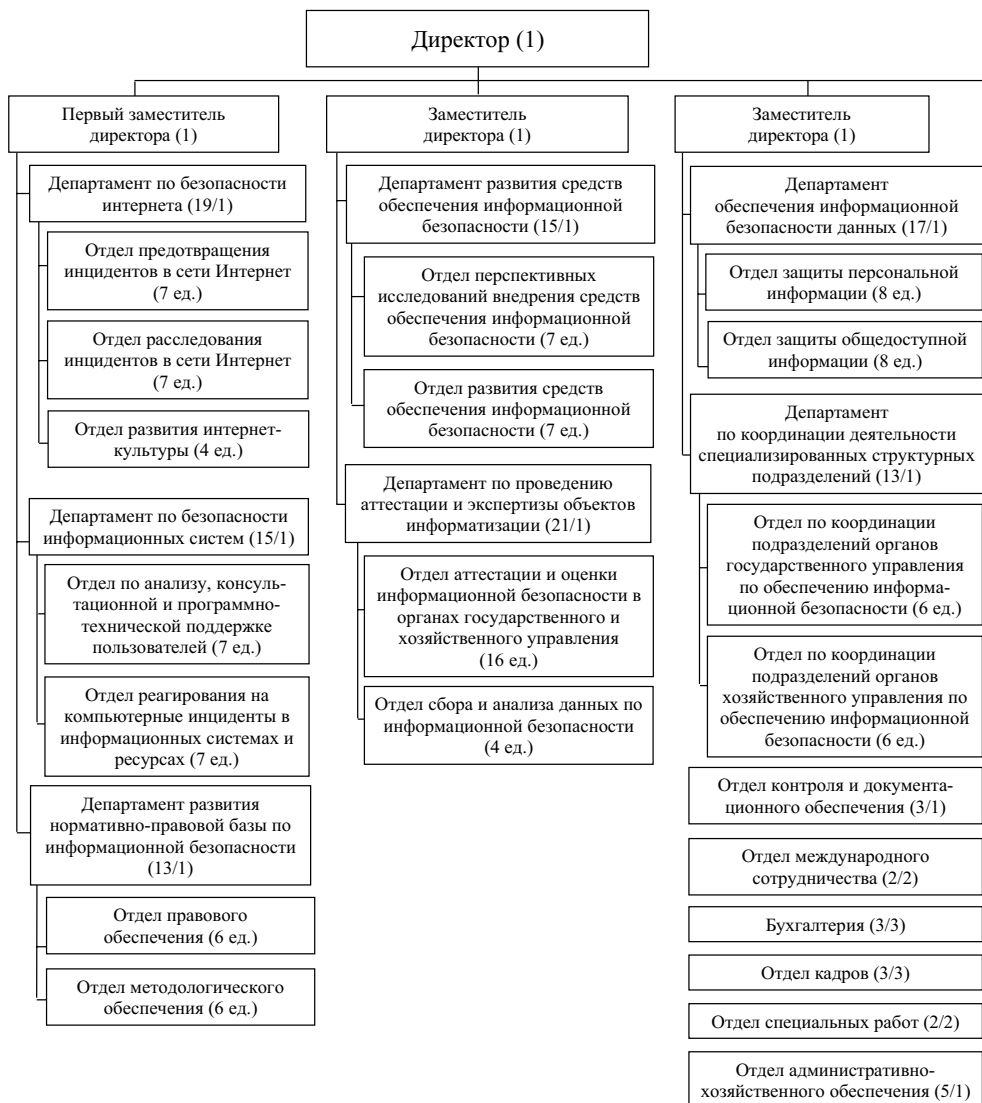 Директор (1)
Первый заместитель
директора (1)
Департамент по безопасности
интернета (19/1)
Отдел предотвращения
инцидентов в сети Интернет
(7 ед.)
Отдел расследования
инцидентов в сети Интернет
(7 ед.)
Отдел развития интернет-
культуры (4 ед.)
Департамент по безопасности
информационных систем (15/1)
Отдел по анализу, консуль-
тационной и программно-
технической поддержке
пользователей (7 ед.)
Отдел реагирования на
компьютерные инциденты в
информационных системах и
ресурсах (7 ед.)
Департамент развития
нормативно-правовой базы по
информационной безопасности
(13/1)
Отдел правового
обеспечения (6 ед.)
Отдел методологического
обеспечения (6 ед.)
Заместитель
директора (1)
Департамент развития средств
обеспечения информационной
безопасности (15/1)
Отдел перспективных
исследований внедрения средств
обеспечения информационной
безопасности (7 ед.)
Отдел развития средств
обеспечения информационной
безопасности (7 ед.)
Департамент по проведению
аттестации и экспертизы объектов
информатизации (21/1)
Отдел аттестации и оценки
информационной безопасности в
органах государственного и
хозяйственного управления
(16 ед.)
Отдел сбора и анализа данных по
информационной безопасности
(4 ед.)
Заместитель
директора (1)
Департамент
обеспечения информационной
безопасности данных (17/1)
Отдел защиты персональной
информации (8 ед.)
Отдел защиты общедоступной
информации (8 ед.)
Департамент
по координации деятельности
специализированных структурных
подразделений (13/1)
Отдел по координации
подразделений органов
государственного управления
по обеспечению информа-
ционной безопасности (6 ед.)
Отдел по координации
подразделений органов
хозяйственного управления по
обеспечению информационной
безопасности (6 ед.)
Отдел контроля и документа-
ционного обеспечения (3/1)
Отдел международного
сотрудничества (2/2)
Бухгалтерия (3/3)
Отдел кадров (3/3)
Отдел специальных работ (2/2)
Отдел административно-
хозяйственного обеспечения (5/1)